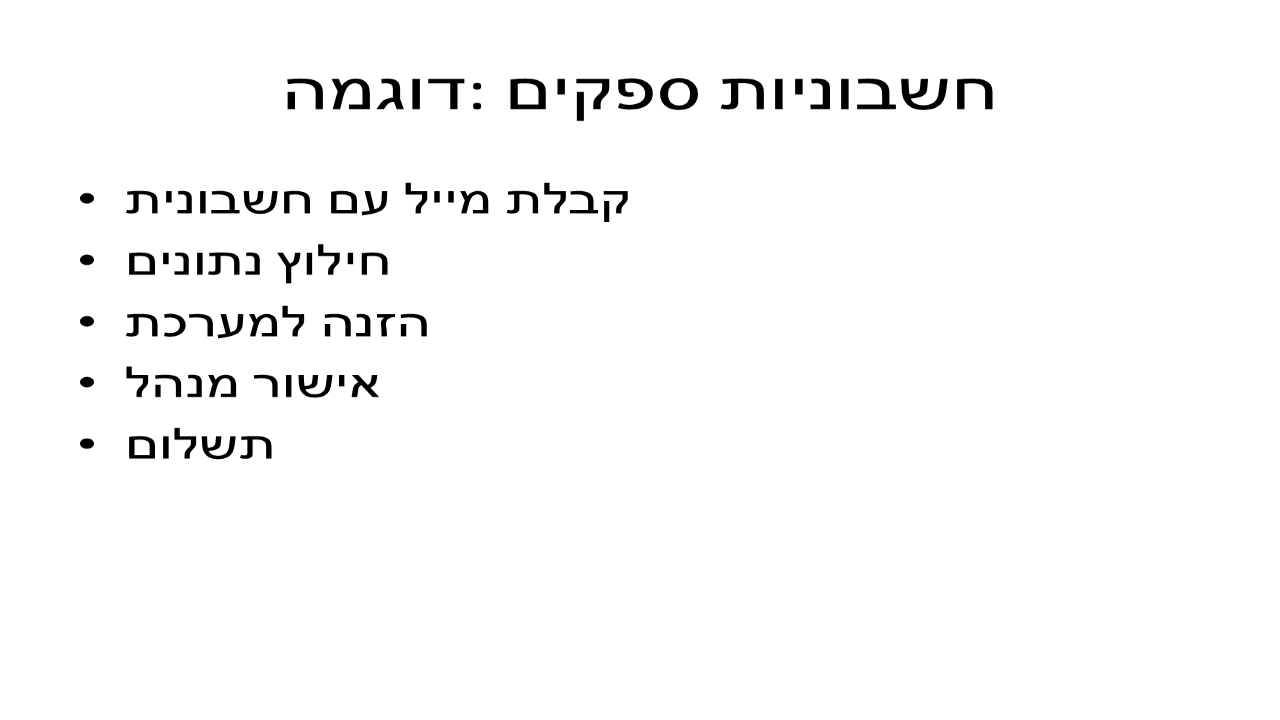 חשבוניות ספקים :דוגמה
• קבלת מייל עם חשבונית
• חילוץ נתונים
• הזנה למערכת
• אישור מנהל
• תשלום